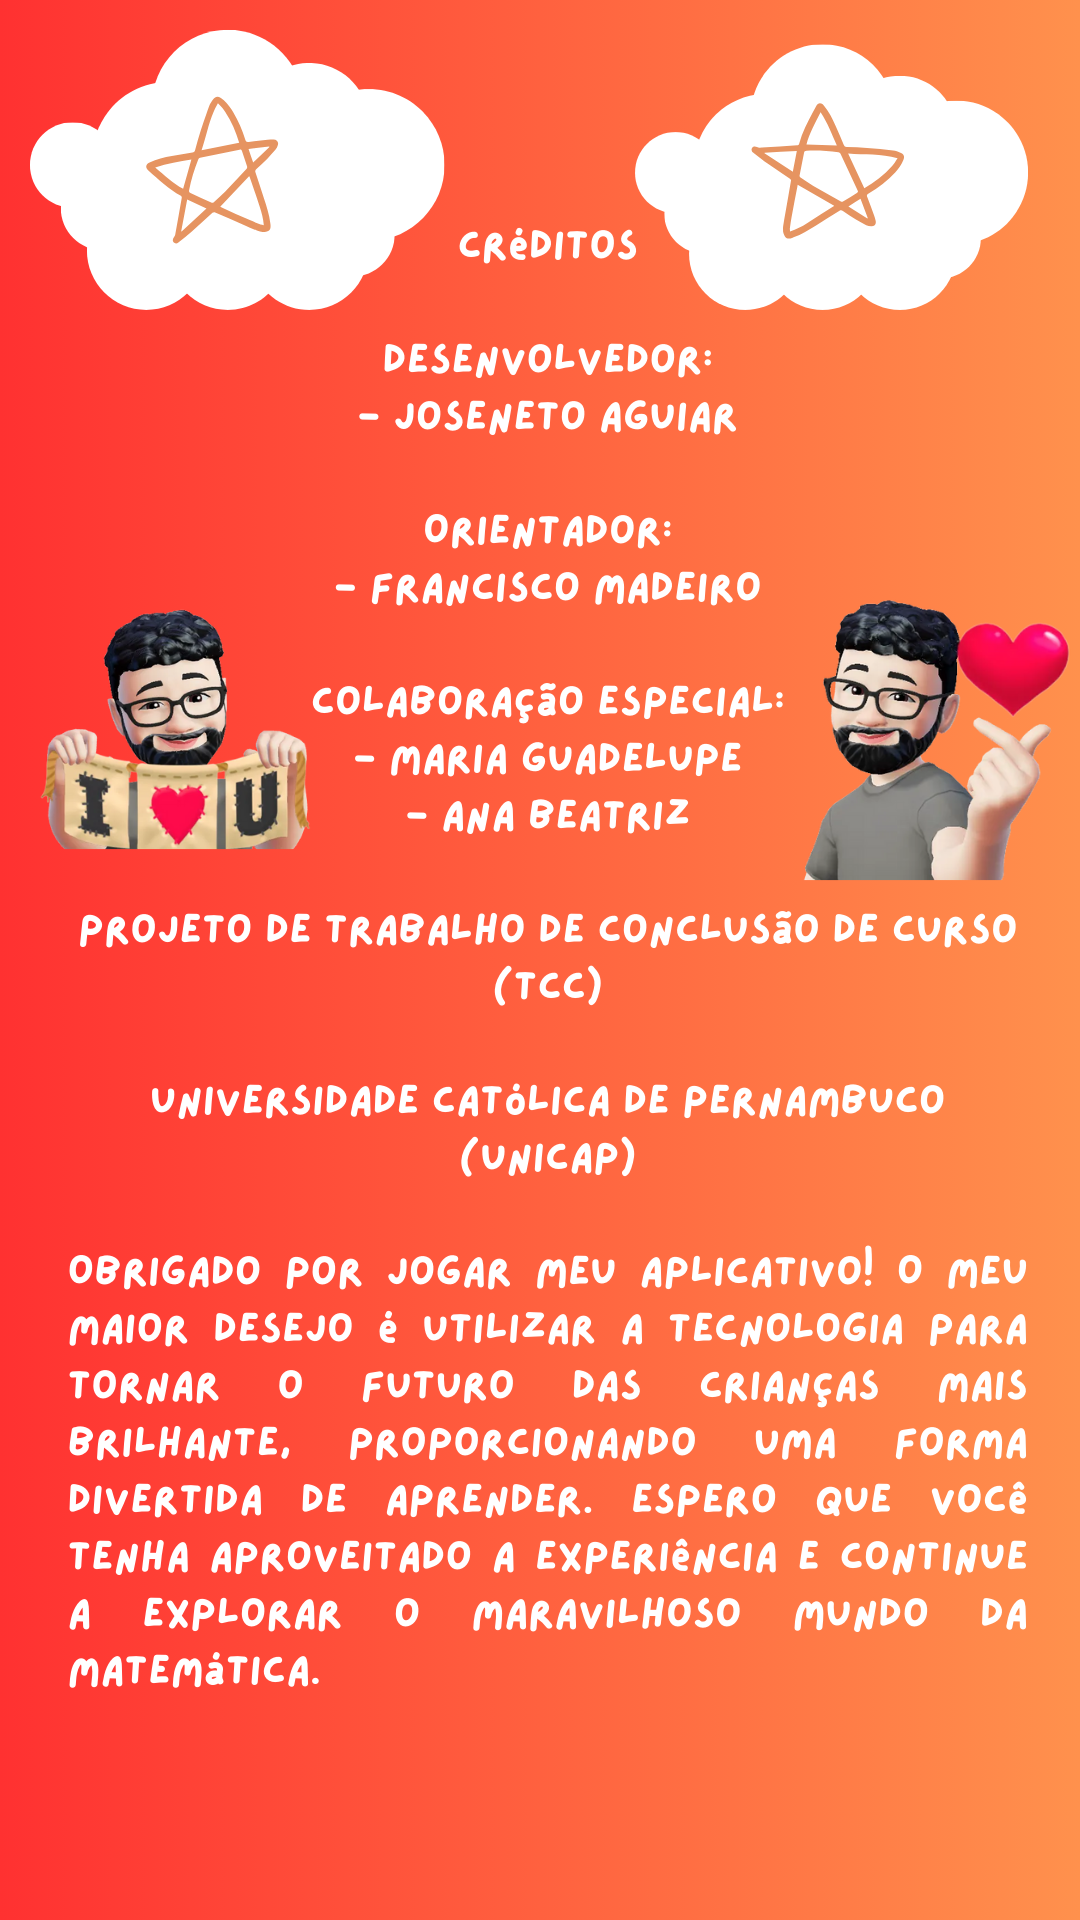 CRÉDITOS
DESENVOLVEDOR:
- JOSENETO AGUIAR
ORIENTADOR:
- FRANCISCO MADEIRO
COLABORAÇÃO ESPECIAL:
- MARIA GUADELUPE
- ANA BEATRIZ
I ❤ U
PROJETO DE TRABALHO DE CONCLUSÃO DE CURSO
(TCC)
UNIVERSIDADE CATÓLICA DE PERNAMBUCO
(UNICAP)
OBRIGADO POR JOGAR MEU APLICATIVO! O MEU
MAIOR DESEJO É UTILIZAR A TECNOLOGIA PARA
TORNAR O FUTURO DAS CRIANÇAS MAIS
BRILHANTE, PROPORCIONANDO UMA FORMA
DIVERTIDA DE APRENDER. ESPERO QUE VOCÊ
TENHA APROVEITADO A EXPERIÊNCIA E CONTINUE
A EXPLORAR O MARAVILHOSO MUNDO DA
MATEMÁTICA.